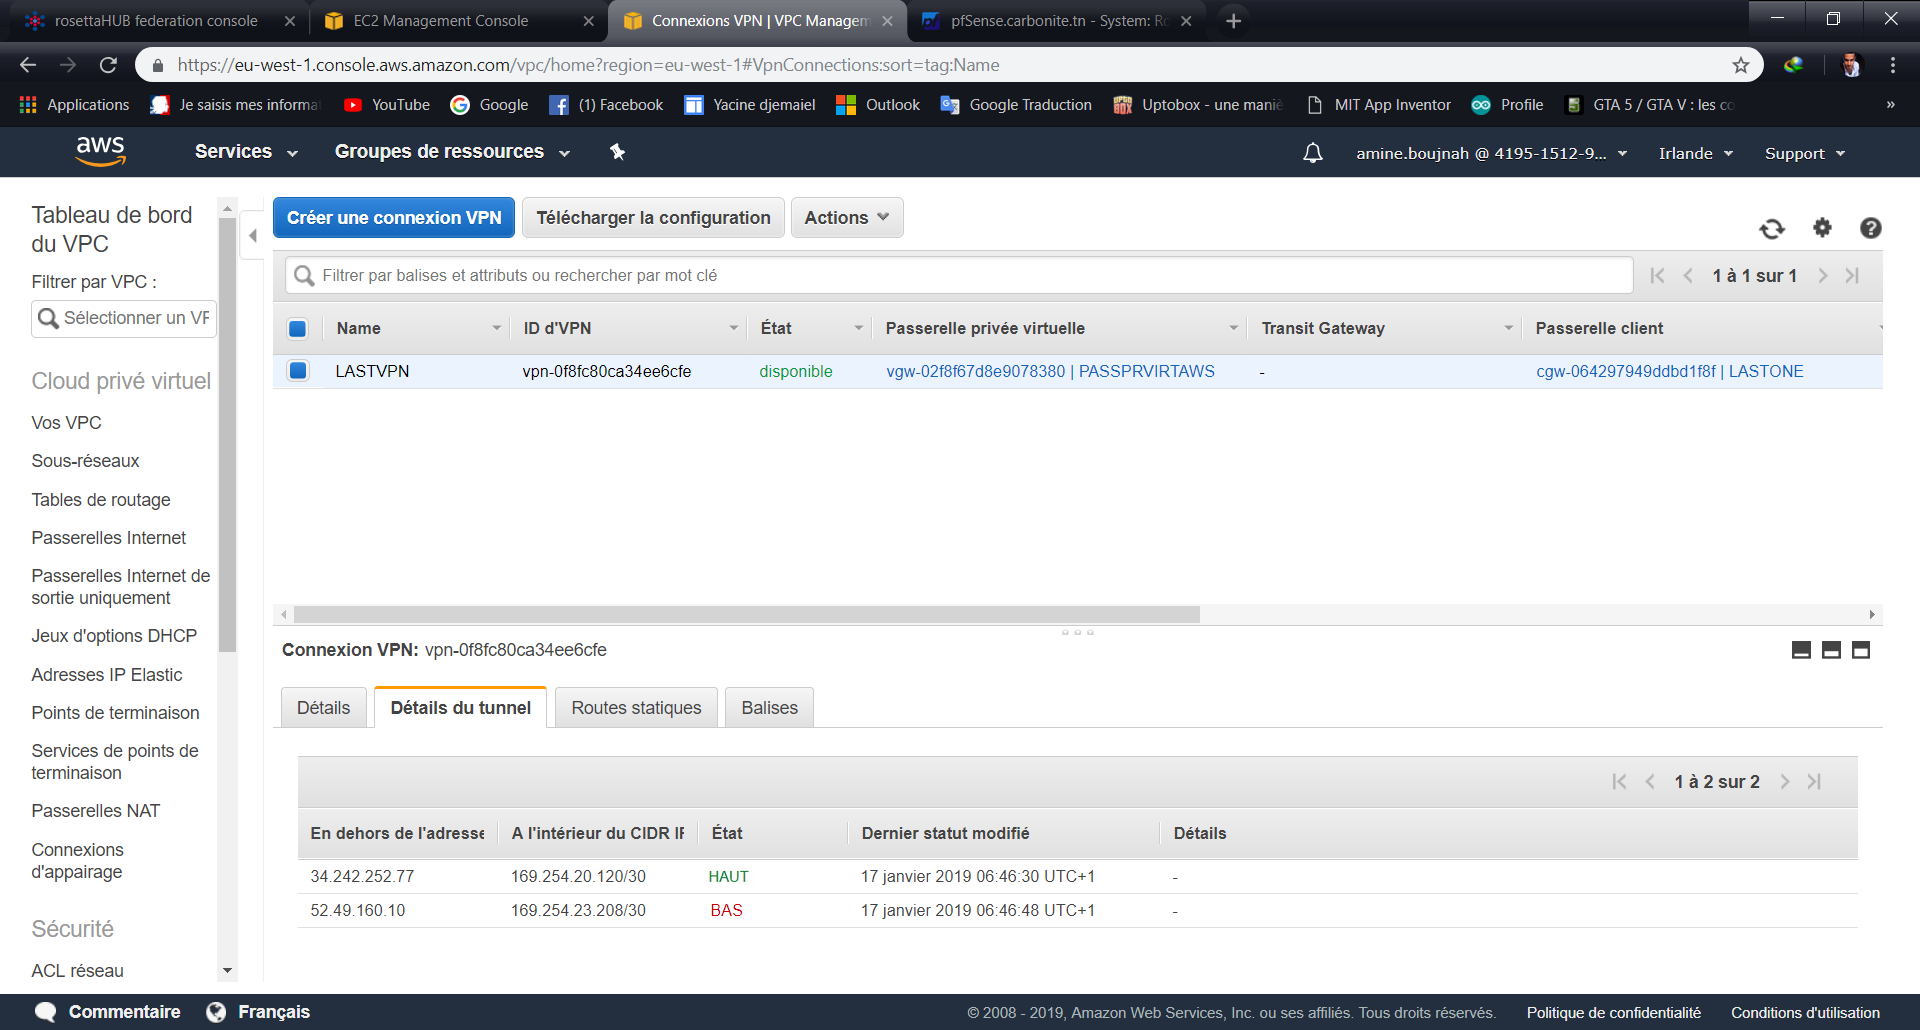 rosettaHUB federation console
EC2 Management Console
Connexions VPN | VPC Managem
pfSense.carbonite.tn - System: Ro
https://eu-west-1.console.aws.amazon.com/vpc/home?region=eu-west-1#VpnConnections:sort=tag:Name
Applications
Je saisis mes informat
YouTube
Google
(1) Facebook
Yacine djemaiel
Outlook
Google Traduction
Uptobox - une maniè
MIT App Inventor
Profile
GTA 5 / GTA V : les co
»
aws
Services
Groupes de ressources
amine.boujnah @ 4195-1512-9...
Irlande
Support
Tableau de bord
du VPC
Filtrer par VPC :
Sélectionner un VF
Cloud privé virtuel
Vos VPC
Sous-réseaux
Tables de routage
Passerelles Internet
Passerelles Internet de
sortie uniquement
Jeux d'options DHCP
Adresses IP Elastic
Points de terminaison
Services de points de
terminaison
Passerelles NAT
Connexions
d'appairage
Sécurité
ACL réseau
Créer une connexion VPN
Télécharger la configuration
Actions
Filtrer par balises et attributs ou rechercher par mot clé
1 à 1 sur 1
Name ID d'VPN État Passerelle privée virtuelle Transit Gateway Passerelle client
LASTVPN vpn-0f8fc80ca34ee6cfe disponible vgw-02f8f67d8e9078380 | PASSPRVIRTAWS - cgw-064297949ddbd1f8f | LASTONE
Connexion VPN: vpn-0f8fc80ca34ee6cfe
Détails
Détails du tunnel
Routes statiques
Balises
1 à 2 sur 2
En dehors de l'adresse A l'intérieur du CIDR IF État Dernier statut modifié Détails
34.242.252.77 169.254.20.120/30 HAUT 17 janvier 2019 06:46:30 UTC+1 -
52.49.160.10 169.254.23.208/30 BAS 17 janvier 2019 06:46:48 UTC+1 -
Commentaire
Français
© 2008 - 2019, Amazon Web Services, Inc. ou ses affiliés. Tous droits réservés.
Politique de confidentialité
Conditions d'utilisation